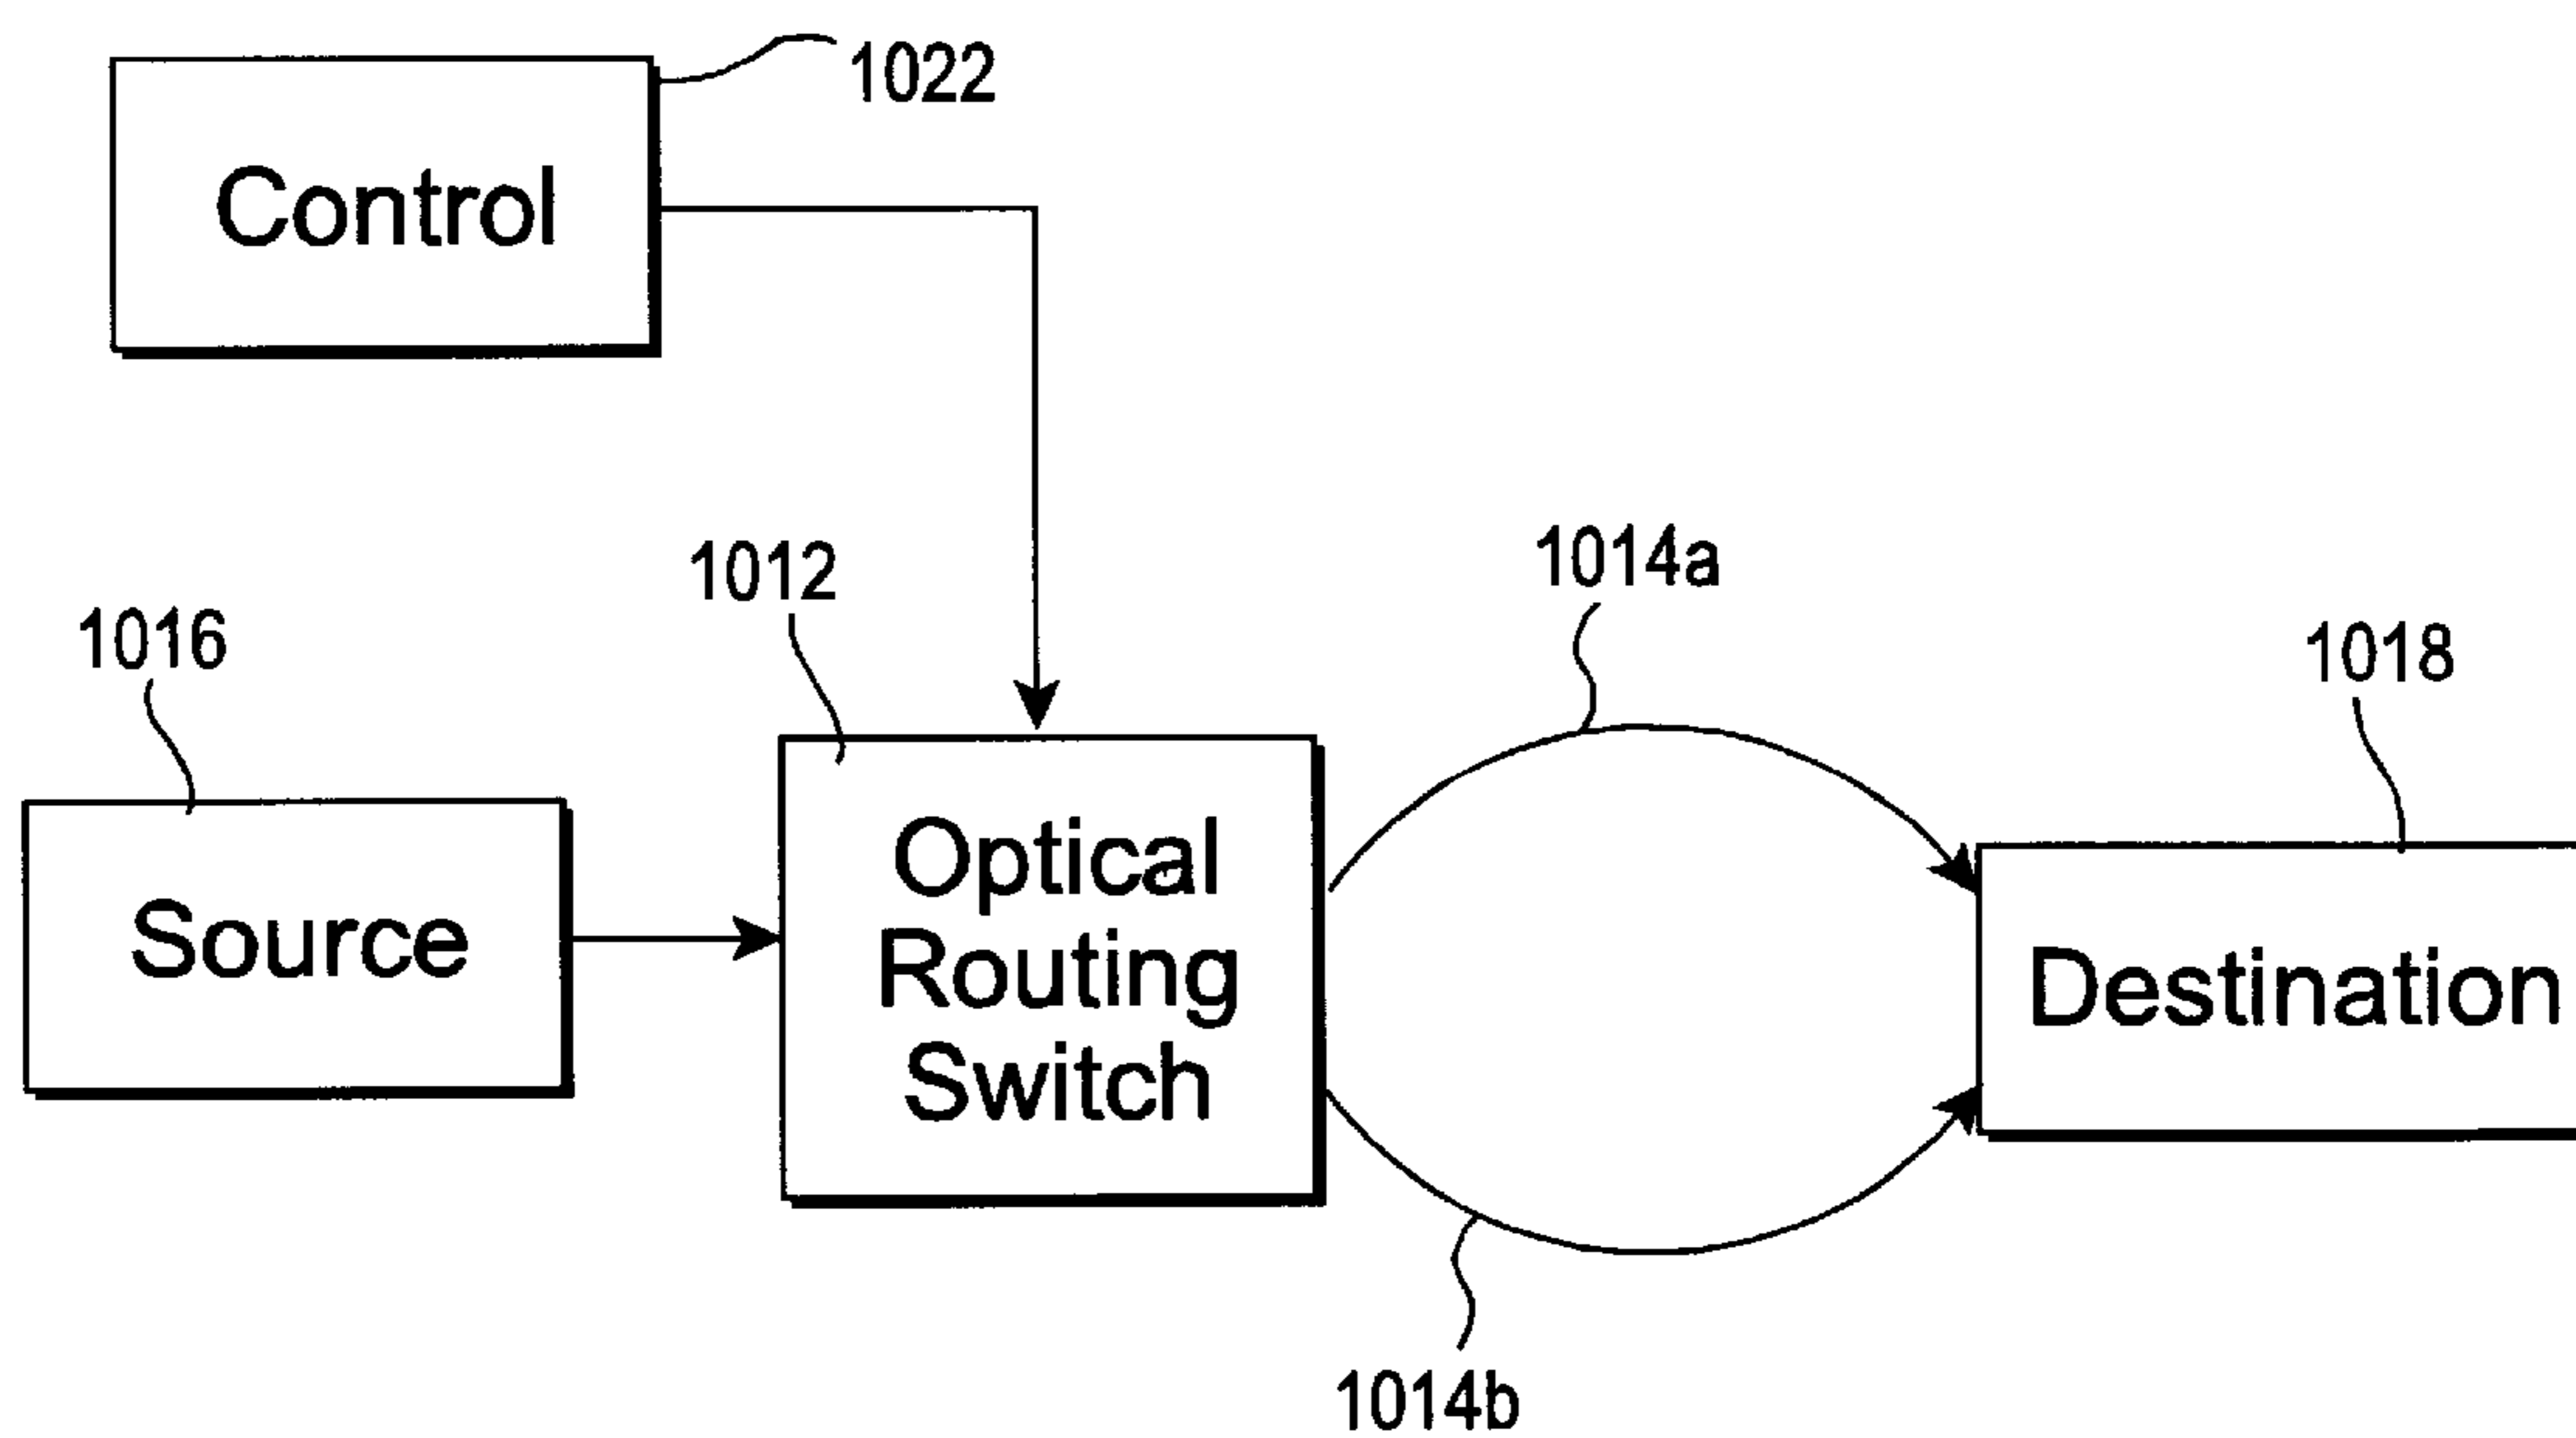 1022
Control
1012
1014a
1016
1018
Optical
Routing
Switch
Source
Destination
1014b